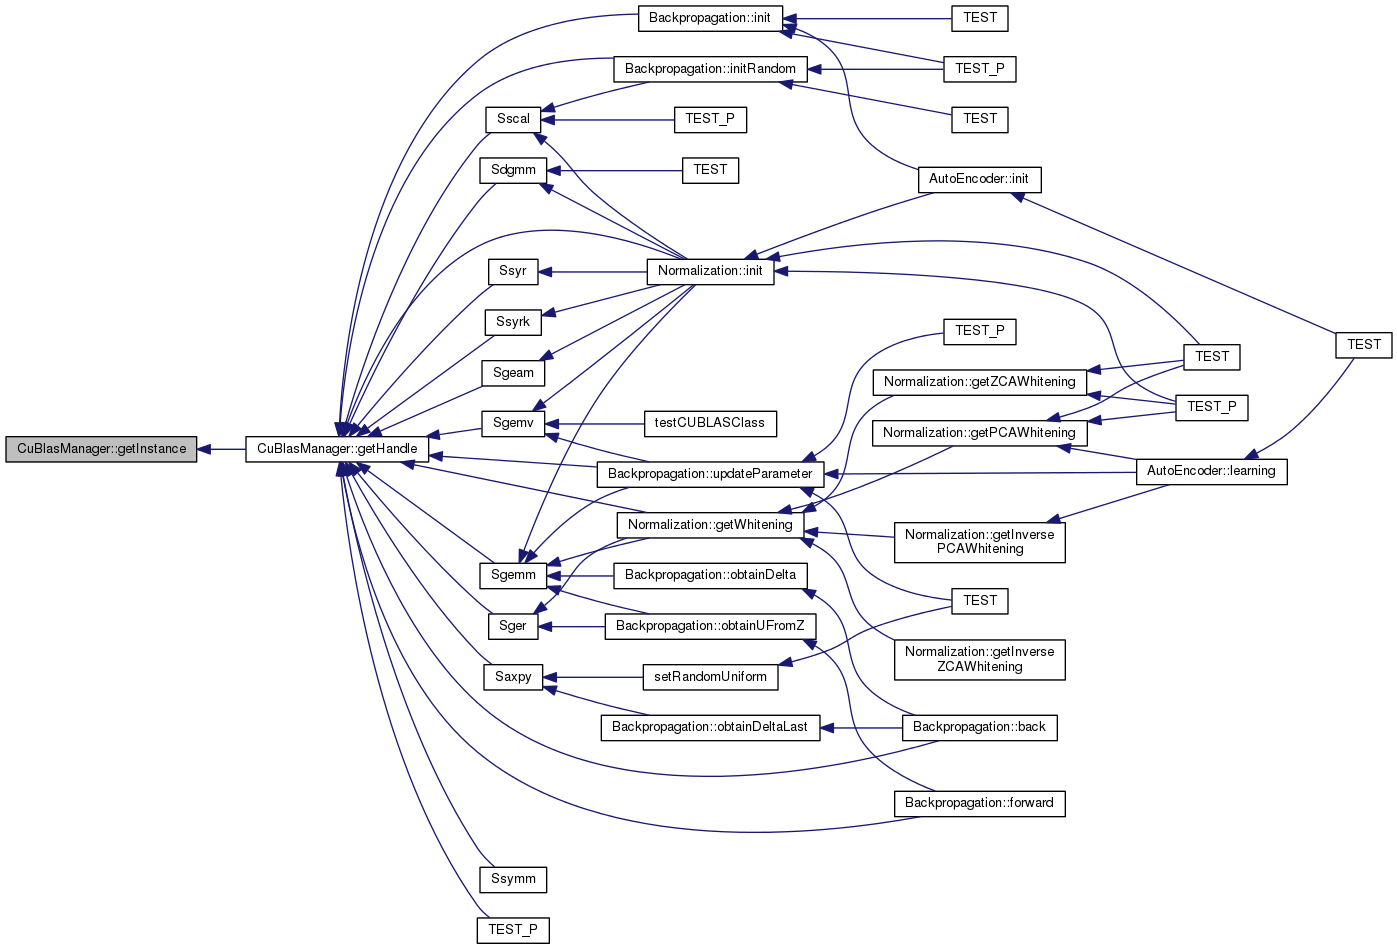 Backpropagation::init
TEST
Backpropagation::initRandom
TEST_P
Sscal
TEST_P
TEST
Sdgmm
TEST
AutoEncoder::init
Ssyr
Normalization::init
Ssyrk
TEST_P
TEST
TEST
Sgeam
Normalization::getZCAWhitening
TEST_P
Sgemv
testCUBLASClass
Normalization::getPCAWhitening
CuBlasManager::getInstance
CuBlasManager::getHandle
Backpropagation::updateParameter
AutoEncoder::learning
Normalization::getWhitening
Normalization::getInverse
PCAWhitening
Sgemm
Backpropagation::obtainDelta
TEST
Sger
Backpropagation::obtainUFromZ
Normalization::getInverse
ZCAWhitening
Saxpy
setRandomUniform
Backpropagation::obtainDeltaLast
Backpropagation::back
Backpropagation::forward
Ssymm
TEST_P